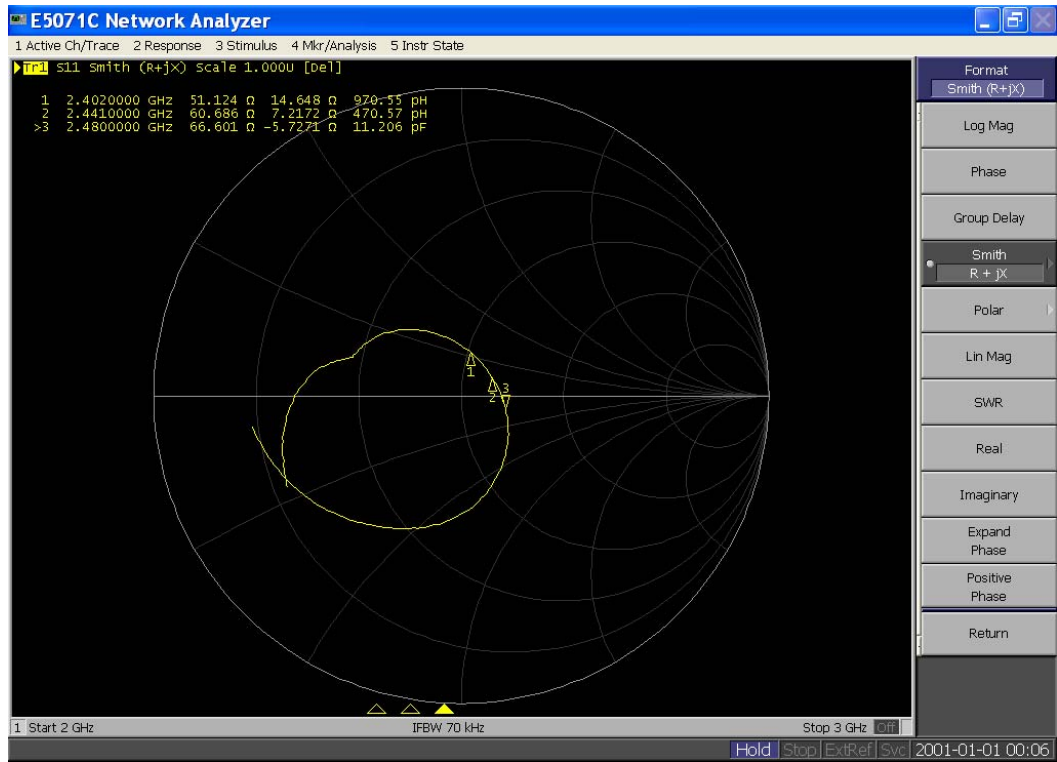 E5071C Network Analyzer
1 Active Ch/Trace 2 Response 3 Stimulus 4 Mkr/Analysis 5 Instr State
Tr1 S11 Smith (R+jX) Scale 1.000U [Del]
1 2.4020000 GHz 51.124 Ω 14.648 Ω 970.55 pH
2 2.4410000 GHz 60.686 Ω 7.2172 Ω 470.57 pH
>3 2.4800000 GHz 66.601 Ω -5.7271 Ω 11.206 pF
1
2
3
Format
Smith (R+jX)
Log Mag
Phase
Group Delay
Smith
R + jX
Polar
Lin Mag
SWR
Real
Imaginary
Expand
Phase
Positive
Phase
Return
1 Start 2 GHz IFBW 70 kHz Stop 3 GHz Off
Hold Stop ExtRef Svc 2001-01-01 00:06